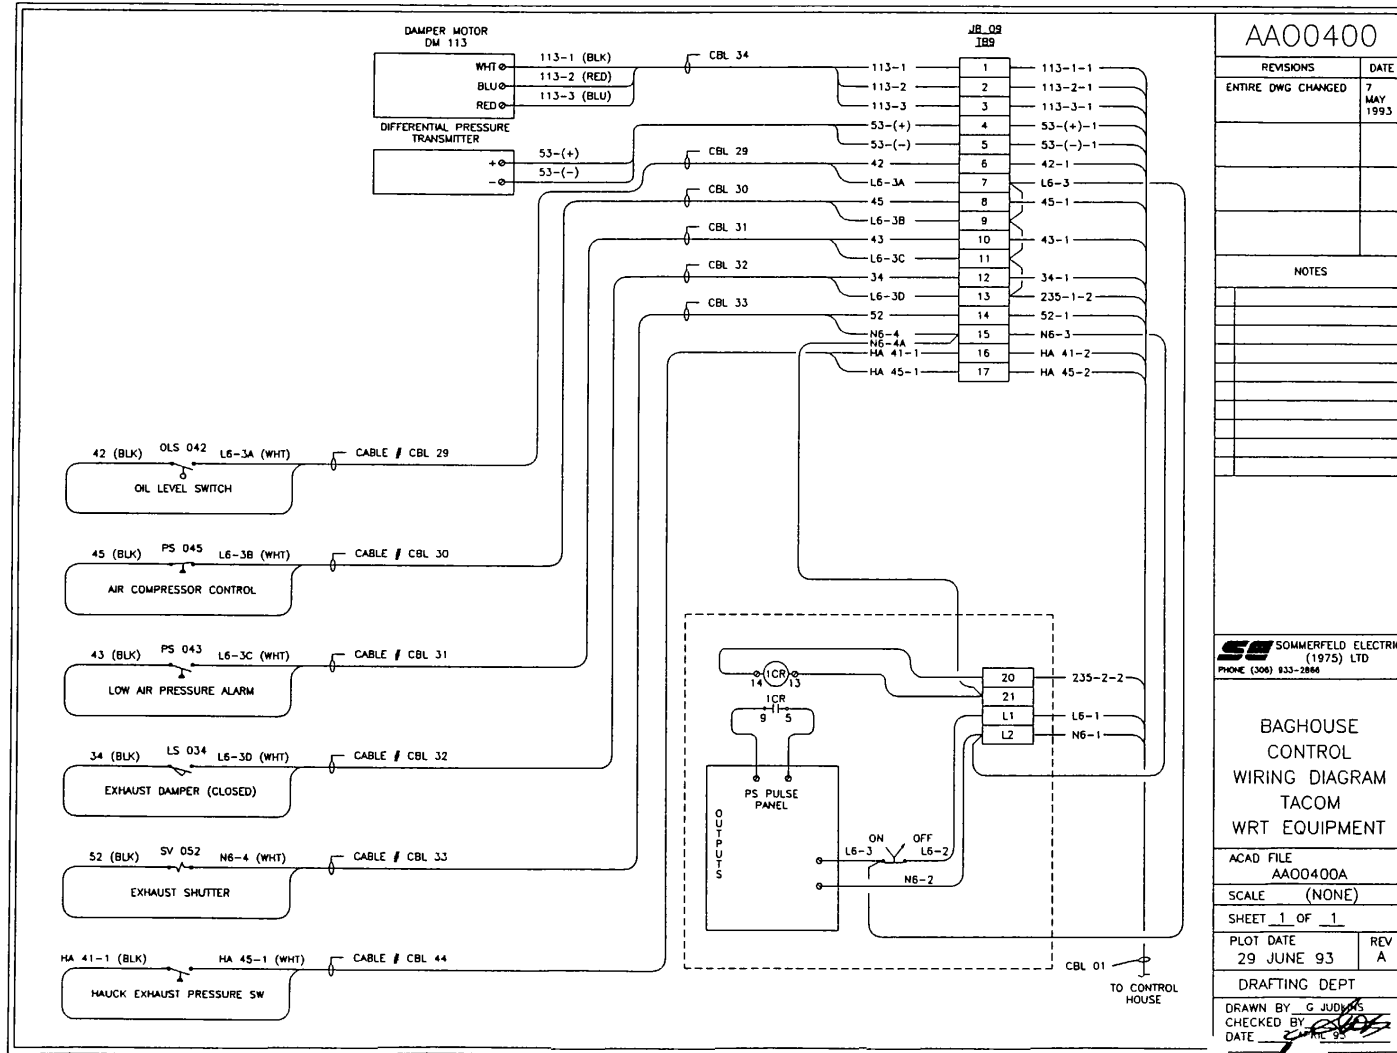 DAMPER MOTOR
DM 113
WHT
BLU
RED
113-1 (BLK)
113-2 (RED)
113-3 (BLU)
DIFFERENTIAL PRESSURE
TRANSMITTER
+
-
53-(+)
53-(-)
CBL 34
CBL 29
CBL 30
CBL 31
CBL 32
CBL 33
JB 09
TB9
113-1 1 113-1-1
113-2 2 113-2-1
113-3 3 113-3-1
53-(+) 4 53-(+)-1
53-(-) 5 53-(-)-1
42 6 42-1
L6-3A 7 L6-3
45 8 45-1
L6-3B 9
43 10 43-1
L6-3C 11
34 12 34-1
L6-3D 13 235-1-2
52 14 52-1
N6-4 15 N6-3
N6-4A
HA 41-1 16 HA 41-2
HA 45-1 17 HA 45-2
42 (BLK) OLS 042 L6-3A (WHT) CABLE # CBL 29
OIL LEVEL SWITCH
45 (BLK) PS 045 L6-3B (WHT) CABLE # CBL 30
AIR COMPRESSOR CONTROL
43 (BLK) PS 043 L6-3C (WHT) CABLE # CBL 31
LOW AIR PRESSURE ALARM
34 (BLK) LS 034 L6-3D (WHT) CABLE # CBL 32
EXHAUST DAMPER (CLOSED)
52 (BLK) SV 052 N6-4 (WHT) CABLE # CBL 33
EXHAUST SHUTTER
HA 41-1 (BLK) HA 45-1 (WHT) CABLE # CBL 44
HAUCK EXHAUST PRESSURE SW
14 1CR 13
1CR
9 5
20 235-2-2
21
L1 L6-1
L2 N6-1
PS PULSE
PANEL
OUTPUTS
ON OFF
L6-3 L6-2
N6-2
CBL 01
TO CONTROL
HOUSE
AA00400
REVISIONS DATE
ENTIRE DWG CHANGED 7
MAY
1993
NOTES
SE SOMMERFELD ELECTRIC
(1975) LTD
PHONE (306) 933-2866
BAGHOUSE
CONTROL
WIRING DIAGRAM
TACOM
WRT EQUIPMENT
ACAD FILE
AA00400A
SCALE (NONE)
SHEET 1 OF 1
PLOT DATE REV
29 JUNE 93 A
DRAFTING DEPT
DRAWN BY G JUDKINS
CHECKED BY
DATE